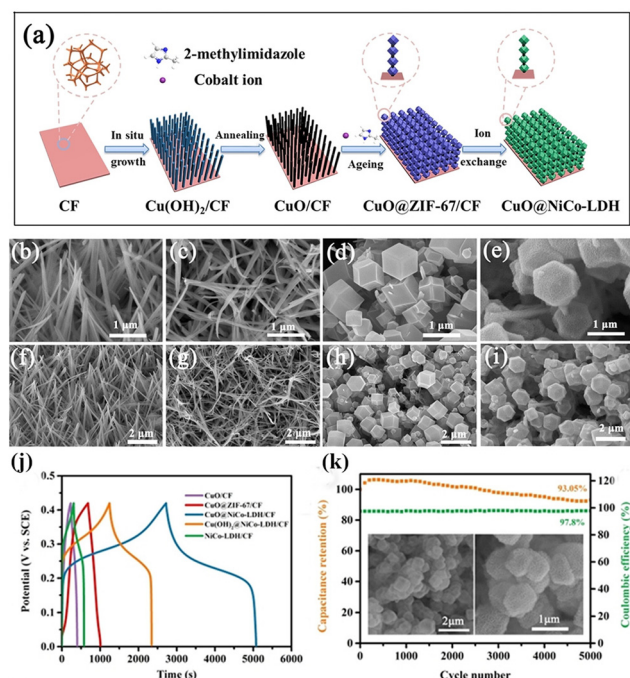 (a)
2-methylimidazole
Cobalt ion
In situ
growth
Annealing
Ageing
Ion
exchange
CF
Cu(OH)₂/CF
CuO/CF
CuO@ZIF-67/CF
CuO@NiCo-LDH
(b)
1 μm
(c)
1 μm
(d)
1 μm
(e)
1 μm
(f)
2 μm
(g)
2 μm
(h)
2 μm
(i)
2 μm
(j)
Potential (V vs. SCE)
0.5
0.4
0.3
0.2
0.1
0.0
CuO/CF
CuO@ZIF-67/CF
CuO@NiCo-LDH/CF
Cu(OH)₂@NiCo-LDH/CF
NiCo-LDH/CF
0 1000 2000 3000 4000 5000 6000
Time (s)
(k)
Capacitance retention (%)
100
80
60
40
20
0
93.05%
97.8%
2μm
1μm
120
100
80
60
40
20
0
Coulombic efficiency (%)
0 1000 2000 3000 4000 5000
Cycle number